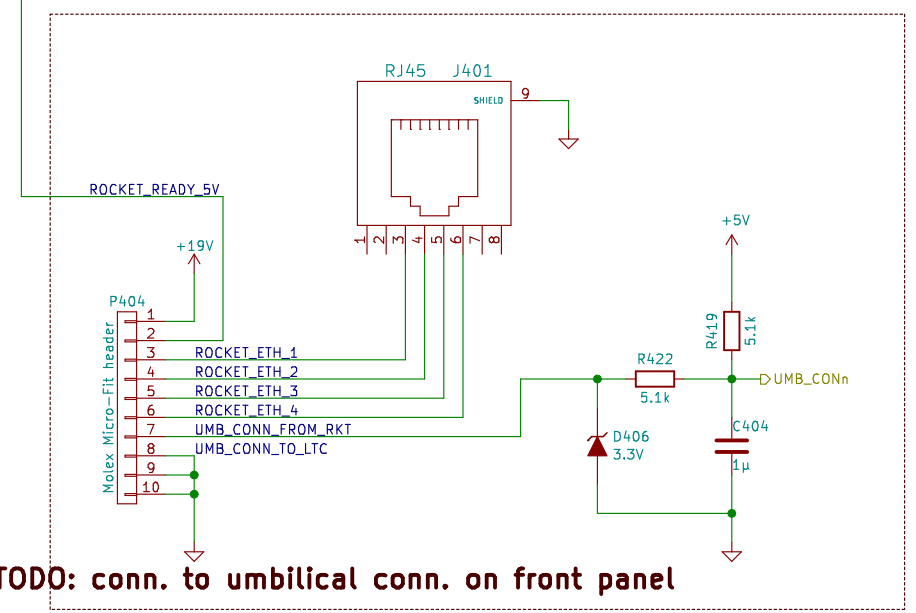 RJ45 J401
SHIELD
9
1 2 3 4 5 6 7 8
ROCKET_READY_5V
+19V
P404
Molex Micro-Fit header
1
2
3 ROCKET_ETH_1
4 ROCKET_ETH_2
5 ROCKET_ETH_3
6 ROCKET_ETH_4
7 UMB_CONN_FROM_RKT
8 UMB_CONN_TO_LTC
9
10
+5V
R419
5.1k
R422
5.1k
UMB_CONn
D406
3.3V
C404
1µ
TODO: conn. to umbilical conn. on front panel